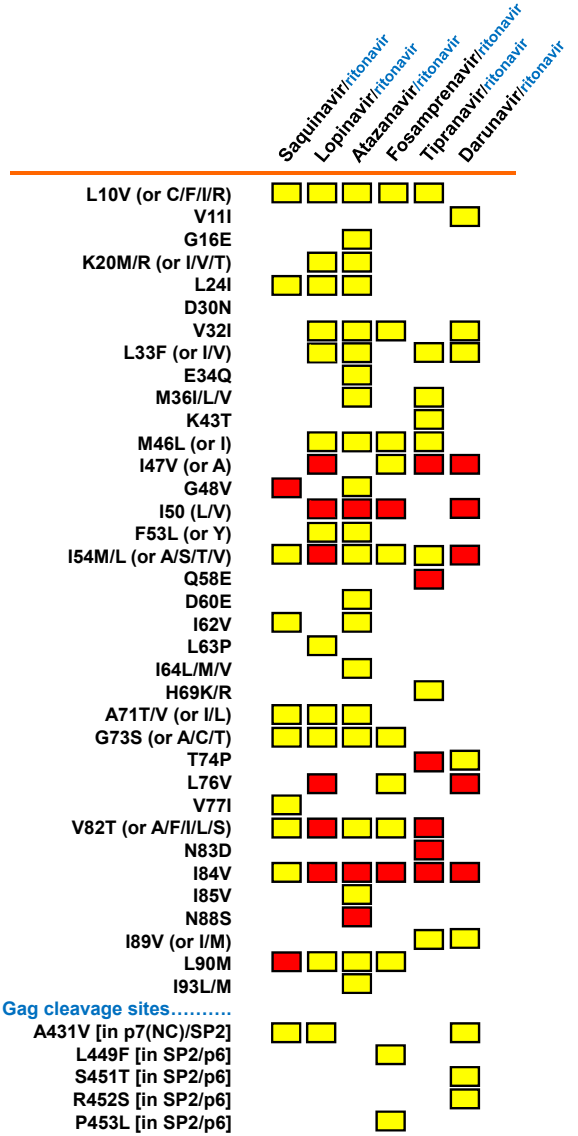 Saquinavir/ritonavir
Lopinavir/ritonavir
Atazanavir/ritonavir
Fosamprenavir/ritonavir
Tipranavir/ritonavir
Darunavir/ritonavir
L10V (or C/F/I/R)
V11I
G16E
K20M/R (or I/V/T)
L24I
D30N
V32I
L33F (or I/V)
E34Q
M36I/L/V
K43T
M46L (or I)
I47V (or A)
G48V
I50 (L/V)
F53L (or Y)
I54M/L (or A/S/T/V)
Q58E
D60E
I62V
L63P
I64L/M/V
H69K/R
A71T/V (or I/L)
G73S (or A/C/T)
T74P
L76V
V77I
V82T (or A/F/I/L/S)
N83D
I84V
I85V
N88S
I89V (or I/M)
L90M
I93L/M
Gag cleavage sites..........
A431V [in p7(NC)/SP2]
L449F [in SP2/p6]
S451T [in SP2/p6]
R452S [in SP2/p6]
P453L [in SP2/p6]